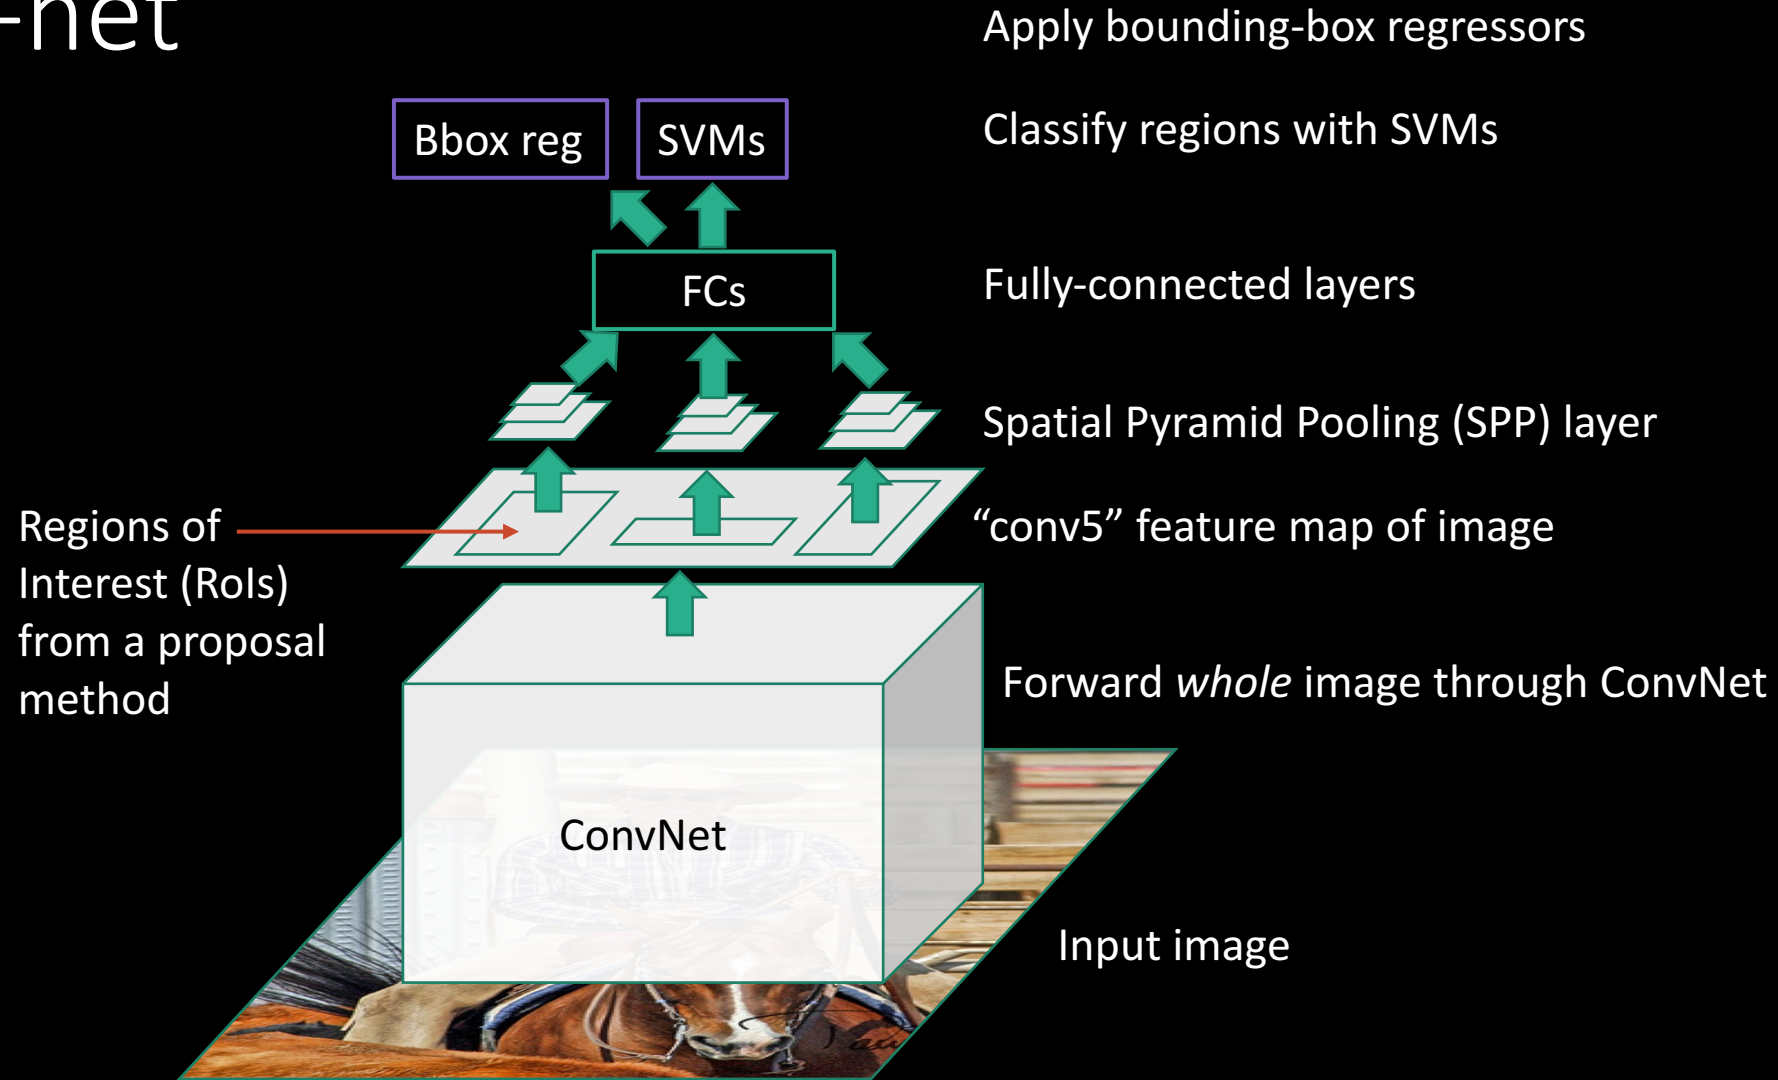 -net
Apply bounding-box regressors
Bbox reg
SVMs
Classify regions with SVMs
FCs
Fully-connected layers
Spatial Pyramid Pooling (SPP) layer
"conv5" feature map of image
Regions of
Interest (RoIs)
from a proposal
method
Forward whole image through ConvNet
ConvNet
Input image